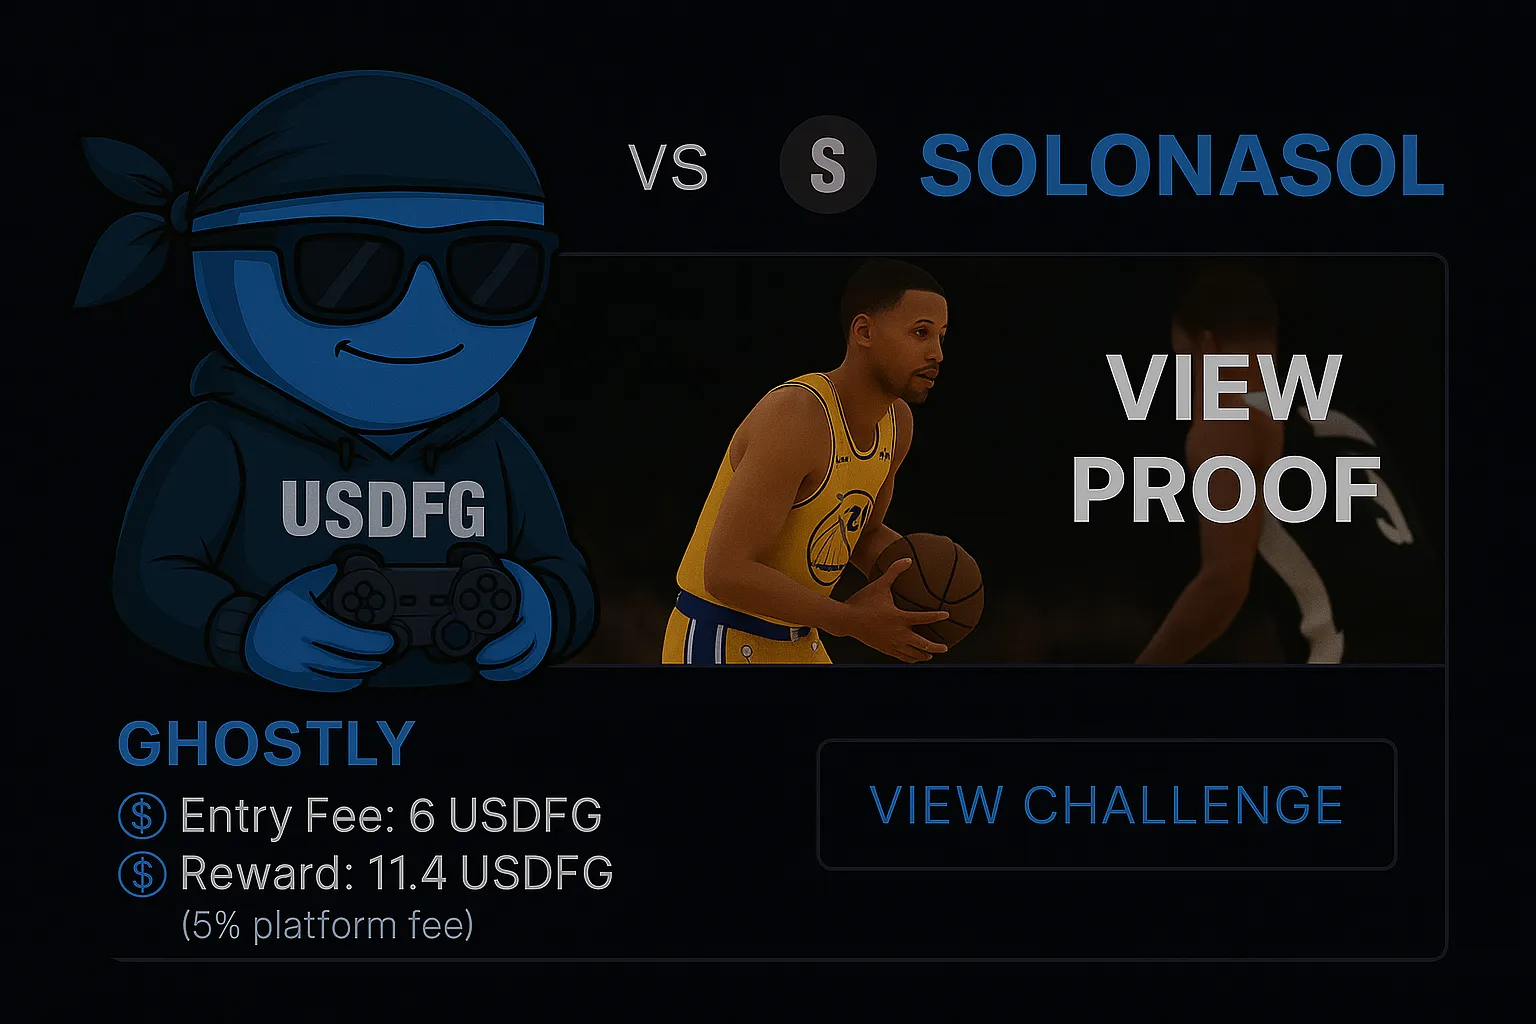 VS
S
SOLONASOL
USDFG
VIEW
PROOF
GHOSTLY
$ Entry Fee: 6 USDFG
$ Reward: 11.4 USDFG
(5% platform fee)
VIEW CHALLENGE